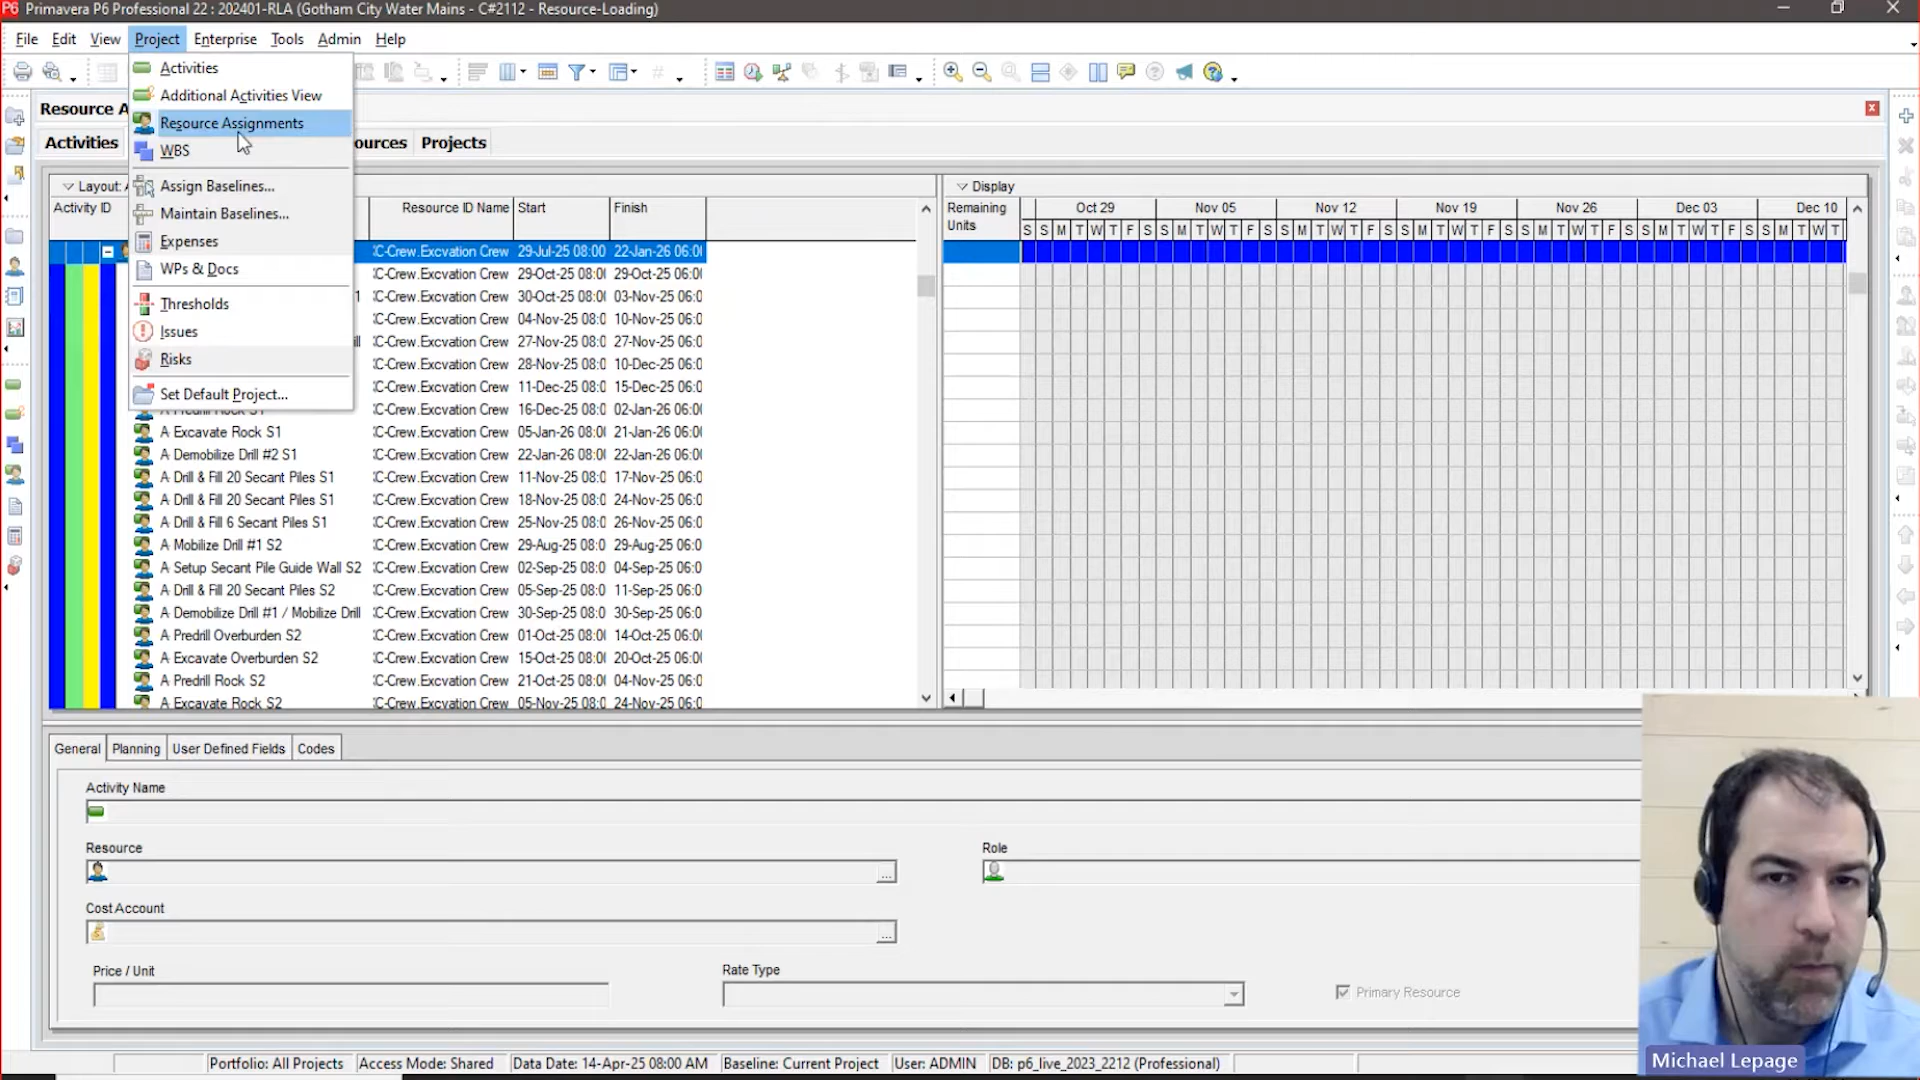 Primavera P6 Professional 22 : 202401-RLA (Gotham City Water Mains - C#2112 - Resource-Loading)
File Edit View Project Enterprise Tools Admin Help
Activities
Additional Activities View
Resource Assignments
WBS
Assign Baselines...
Maintain Baselines...
Expenses
WPs & Docs
Thresholds
Issues
Risks
Set Default Project...
Resource A
Activities ources Projects
Layout: Display
Activity ID Resource ID Name Start Finish
Remaining Units
Oct 29 Nov 05 Nov 12 Nov 19 Nov 26 Dec 03 Dec 10
S S M T W T F S S M T W T F S S M T W T F S S M T W T F S S M T W T F S S M T W T F S S M T W T
C-Crew.Excvation Crew 29-Jul-25 08:00 22-Jan-26 06:0
C-Crew.Excvation Crew 29-Oct-25 08:0 29-Oct-25 06:0
1 C-Crew.Excvation Crew 30-Oct-25 08:0 03-Nov-25 06:0
C-Crew.Excvation Crew 04-Nov-25 08:0 10-Nov-25 06:0
ill C-Crew.Excvation Crew 27-Nov-25 08:0 27-Nov-25 06:0
C-Crew.Excvation Crew 28-Nov-25 08:0 10-Dec-25 06:0
C-Crew.Excvation Crew 11-Dec-25 08:0 15-Dec-25 06:0
A Predrill Rock S1 C-Crew.Excvation Crew 16-Dec-25 08:0 02-Jan-26 06:0
A Excavate Rock S1 C-Crew.Excvation Crew 05-Jan-26 08:0 21-Jan-26 06:0
A Demobilize Drill #2 S1 C-Crew.Excvation Crew 22-Jan-26 08:0 22-Jan-26 06:0
A Drill & Fill 20 Secant Piles S1 C-Crew.Excvation Crew 11-Nov-25 08:0 17-Nov-25 06:0
A Drill & Fill 20 Secant Piles S1 C-Crew.Excvation Crew 18-Nov-25 08:0 24-Nov-25 06:0
A Drill & Fill 6 Secant Piles S1 C-Crew.Excvation Crew 25-Nov-25 08:0 26-Nov-25 06:0
A Mobilize Drill #1 S2 C-Crew.Excvation Crew 29-Aug-25 08:0 29-Aug-25 06:0
A Setup Secant Pile Guide Wall S2 C-Crew.Excvation Crew 02-Sep-25 08:0 04-Sep-25 06:0
A Drill & Fill 20 Secant Piles S2 C-Crew.Excvation Crew 05-Sep-25 08:0 11-Sep-25 06:0
A Demobilize Drill #1 / Mobilize Drill C-Crew.Excvation Crew 30-Sep-25 08:0 30-Sep-25 06:0
A Predrill Overburden S2 C-Crew.Excvation Crew 01-Oct-25 08:0 14-Oct-25 06:0
A Excavate Overburden S2 C-Crew.Excvation Crew 15-Oct-25 08:0 20-Oct-25 06:0
A Predrill Rock S2 C-Crew.Excvation Crew 21-Oct-25 08:0 04-Nov-25 06:0
A Excavate Rock S2 C-Crew.Excvation Crew 05-Nov-25 08:0 24-Nov-25 06:0
General Planning User Defined Fields Codes
Activity Name
Resource Role
Cost Account
Price / Unit Rate Type Primary Resource
Michael Lepage
Portfolio: All Projects Access Mode: Shared Data Date: 14-Apr-25 08:00 AM Baseline: Current Project User: ADMIN DB: p6_live_2023_2212 (Professional)